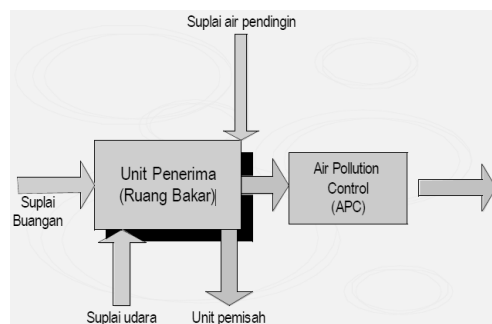 Suplai air pendingin
Unit Penerima
(Ruang Bakar)
Air Pollution
Control
(APC)
Suplai
Buangan
Suplai udara
Unit pemisah